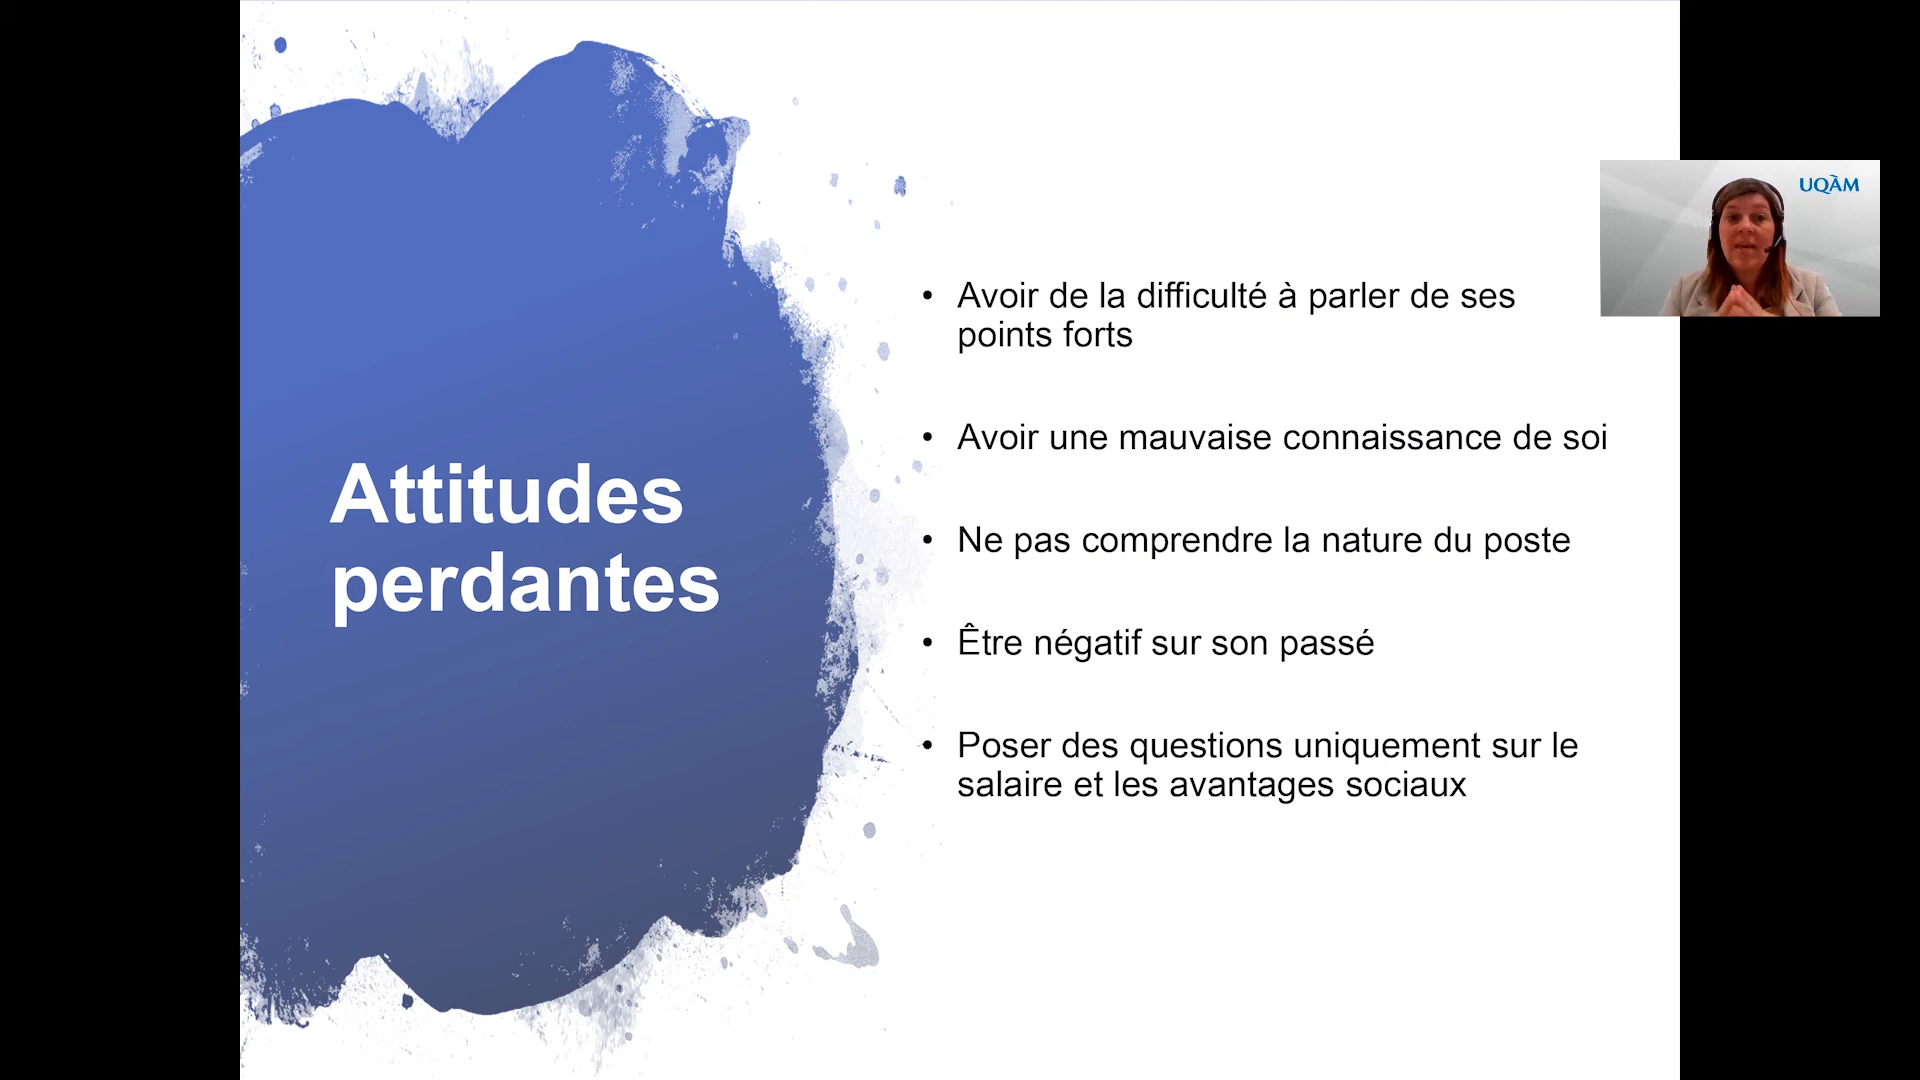 Attitudes
perdantes
• Avoir de la difficulté à parler de ses
points forts
• Avoir une mauvaise connaissance de soi
• Ne pas comprendre la nature du poste
• Être négatif sur son passé
• Poser des questions uniquement sur le
salaire et les avantages sociaux
UQÀM